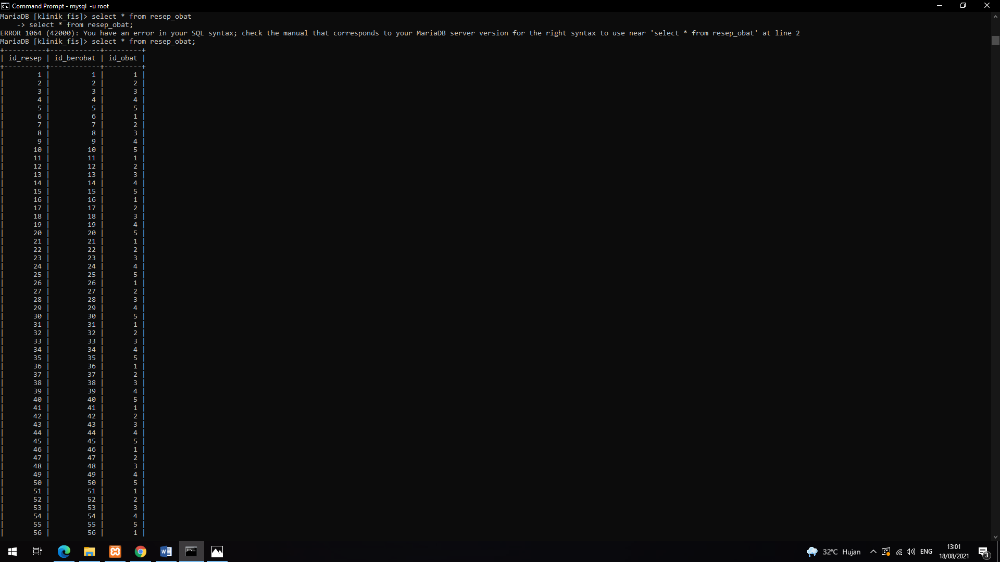 Command Prompt - mysql  -u root
MariaDB [klinik_fis]> select * from resep_obat
    -> select * from resep_obat;
ERROR 1064 (42000): You have an error in your SQL syntax; check the manual that corresponds to your MariaDB server version for the right syntax to use near 'select * from resep_obat' at line 2
MariaDB [klinik_fis]> select * from resep_obat;
+----------+------------+---------+
| id_resep | id_berobat | id_obat |
+----------+------------+---------+
|        1 |          1 |       1 |
|        2 |          2 |       2 |
|        3 |          3 |       3 |
|        4 |          4 |       4 |
|        5 |          5 |       5 |
|        6 |          6 |       1 |
|        7 |          7 |       2 |
|        8 |          8 |       3 |
|        9 |          9 |       4 |
|       10 |         10 |       5 |
|       11 |         11 |       1 |
|       12 |         12 |       2 |
|       13 |         13 |       3 |
|       14 |         14 |       4 |
|       15 |         15 |       5 |
|       16 |         16 |       1 |
|       17 |         17 |       2 |
|       18 |         18 |       3 |
|       19 |         19 |       4 |
|       20 |         20 |       5 |
|       21 |         21 |       1 |
|       22 |         22 |       2 |
|       23 |         23 |       3 |
|       24 |         24 |       4 |
|       25 |         25 |       5 |
|       26 |         26 |       1 |
|       27 |         27 |       2 |
|       28 |         28 |       3 |
|       29 |         29 |       4 |
|       30 |         30 |       5 |
|       31 |         31 |       1 |
|       32 |         32 |       2 |
|       33 |         33 |       3 |
|       34 |         34 |       4 |
|       35 |         35 |       5 |
|       36 |         36 |       1 |
|       37 |         37 |       2 |
|       38 |         38 |       3 |
|       39 |         39 |       4 |
|       40 |         40 |       5 |
|       41 |         41 |       1 |
|       42 |         42 |       2 |
|       43 |         43 |       3 |
|       44 |         44 |       4 |
|       45 |         45 |       5 |
|       46 |         46 |       1 |
|       47 |         47 |       2 |
|       48 |         48 |       3 |
|       49 |         49 |       4 |
|       50 |         50 |       5 |
|       51 |         51 |       1 |
|       52 |         52 |       2 |
|       53 |         53 |       3 |
|       54 |         54 |       4 |
|       55 |         55 |       5 |
|       56 |         56 |       1 |
32°C Hujan
ENG
13:01
18/08/2021
3